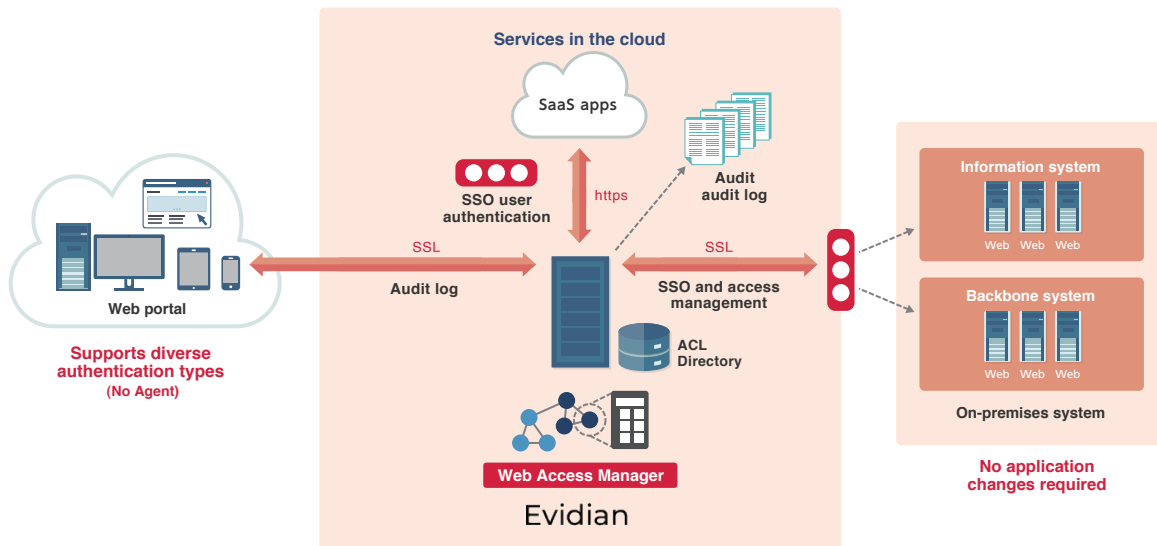 Services in the cloud
SaaS apps
SSO user
authentication
https
Audit
audit log
SSL
Audit log
SSL
SSO and access
management
ACL
Directory
Web portal
Supports diverse
authentication types
(No Agent)
Web Access Manager
Evidian
Information system
Web Web Web
Backbone system
Web Web Web
On-premises system
No application
changes required